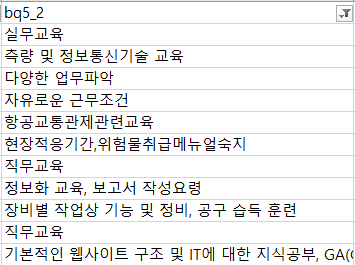 bq5_2
실무교육
측량 및 정보통신기술 교육
다양한 업무파악
자유로운 근무조건
항공교통관제관련교육
현장적응기간,위험물취급메뉴얼숙지
직무교육
정보화 교육, 보고서 작성요령
장비별 작업상 기능 및 정비, 공구 습득 훈련
직무교육
기본적인 웹사이트 구조 및 IT에 대한 지식공부, GA(